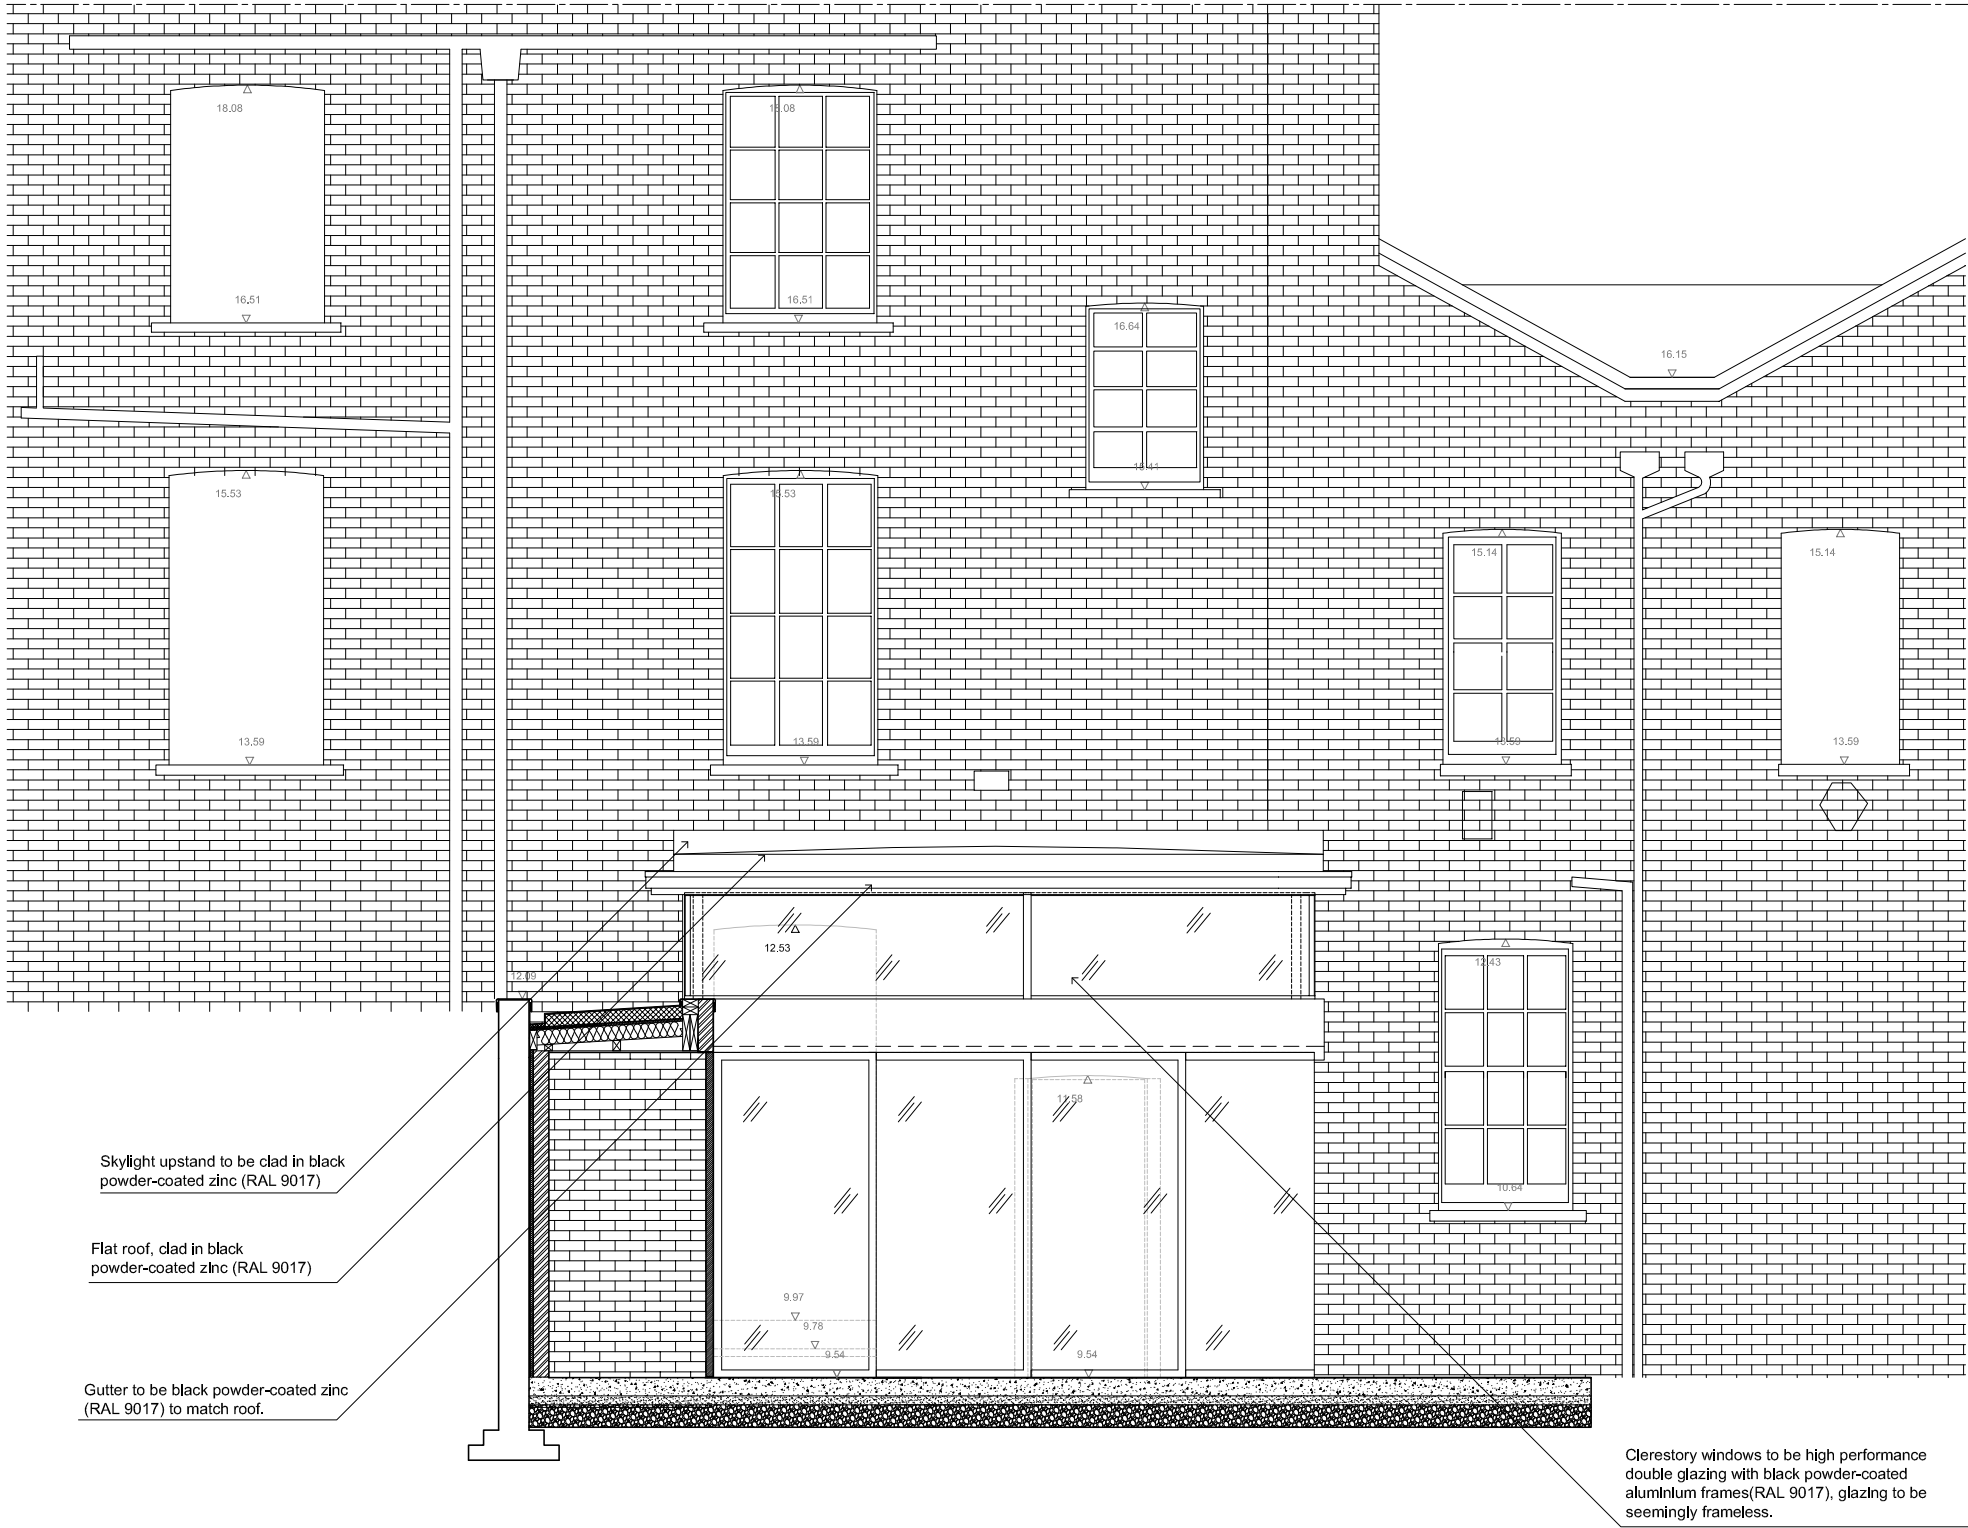 18.08
18.08
16.51
16.51
16.64
16.15
15.41
15.53
15.53
15.14
15.14
13.59
13.59
13.59
13.59
12.53
12.43
12.09
11.58
Skylight upstand to be clad in black
powder-coated zinc (RAL 9017)
10.64
Flat roof, clad in black
powder-coated zinc (RAL 9017)
9.97
9.78
9.54
9.54
Gutter to be black powder-coated zinc
(RAL 9017) to match roof.
Clerestory windows to be high performance
double glazing with black powder-coated
aluminium frames(RAL 9017), glazing to be
seemingly frameless.